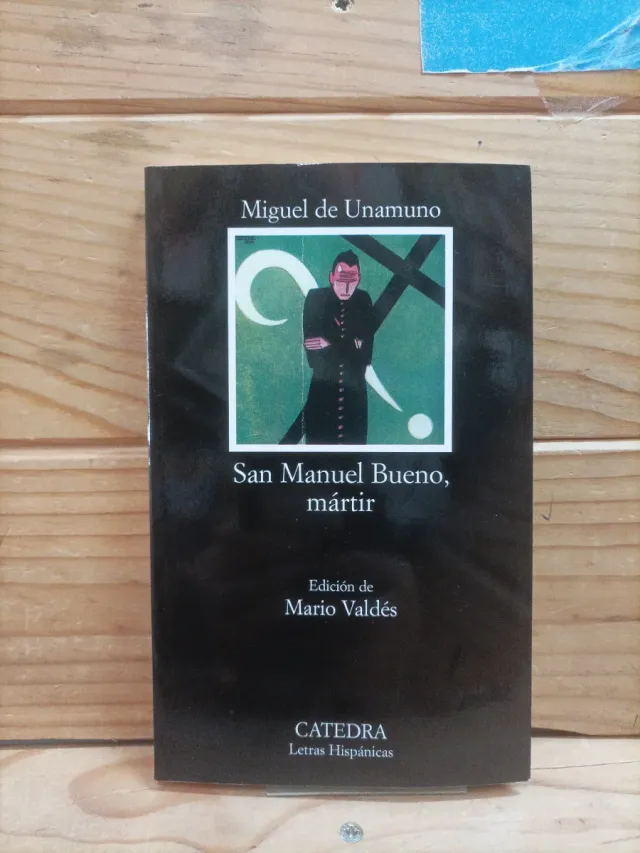 Miguel de Unamuno
San Manuel Bueno,
mártir
Edición de
Mario Valdés
CATEDRA
Letras Hispánicas